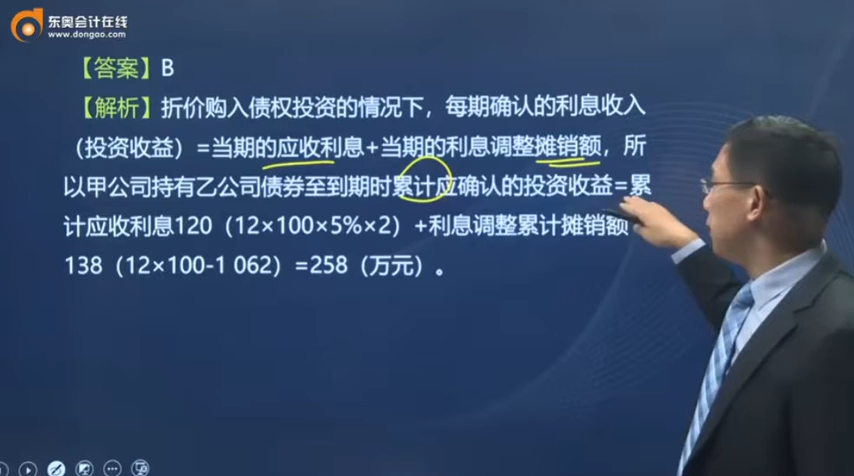 东奥会计在线
www.dongao.com
【答案】B
【解析】折价购入债权投资的情况下，每期确认的利息收入
（投资收益）=当期的应收利息+当期的利息调整摊销额，所
以甲公司持有乙公司债券至到期时累计应确认的投资收益=累
计应收利息120（12×100×5%×2）+利息调整累计摊销额
138（12×100-1 062）=258（万元）。